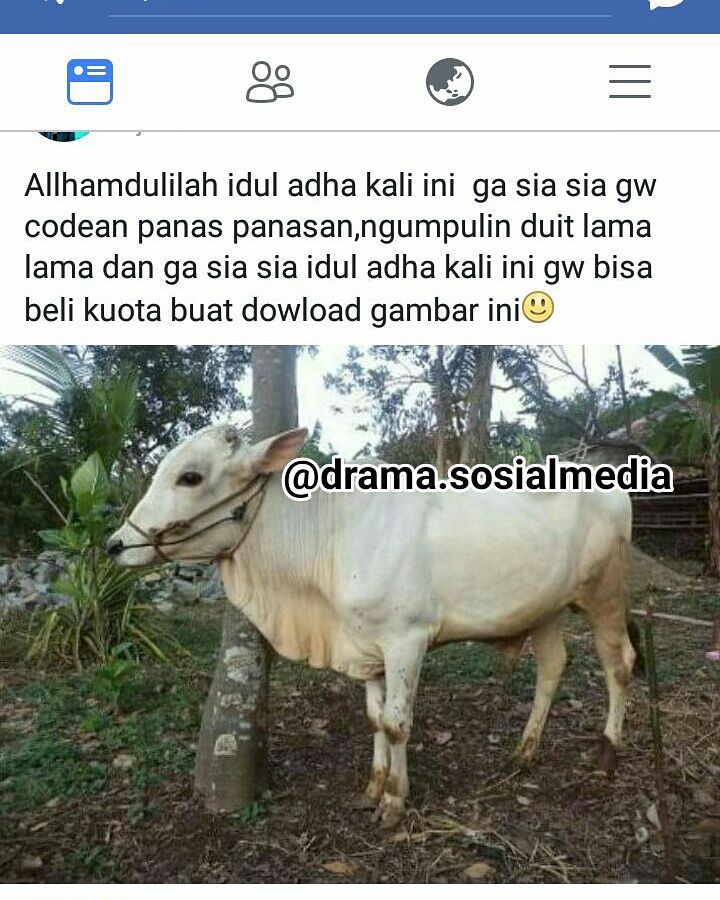 Allhamdulilah idul adha kali ini  ga sia sia gw
codean panas panasan,ngumpulin duit lama
lama dan ga sia sia idul adha kali ini gw bisa
beli kuota buat dowload gambar ini🙂
@drama.sosialmedia